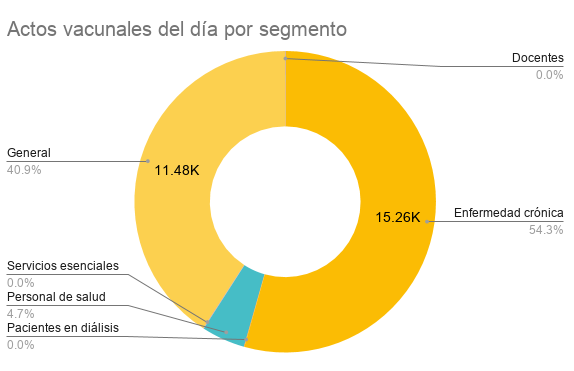 Actos vacunales del día por segmento
Docentes
0.0%
General
40.9%
11.48K
15.26K
Enfermedad crónica
54.3%
Servicios esenciales
0.0%
Personal de salud
4.7%
Pacientes en diálisis
0.0%